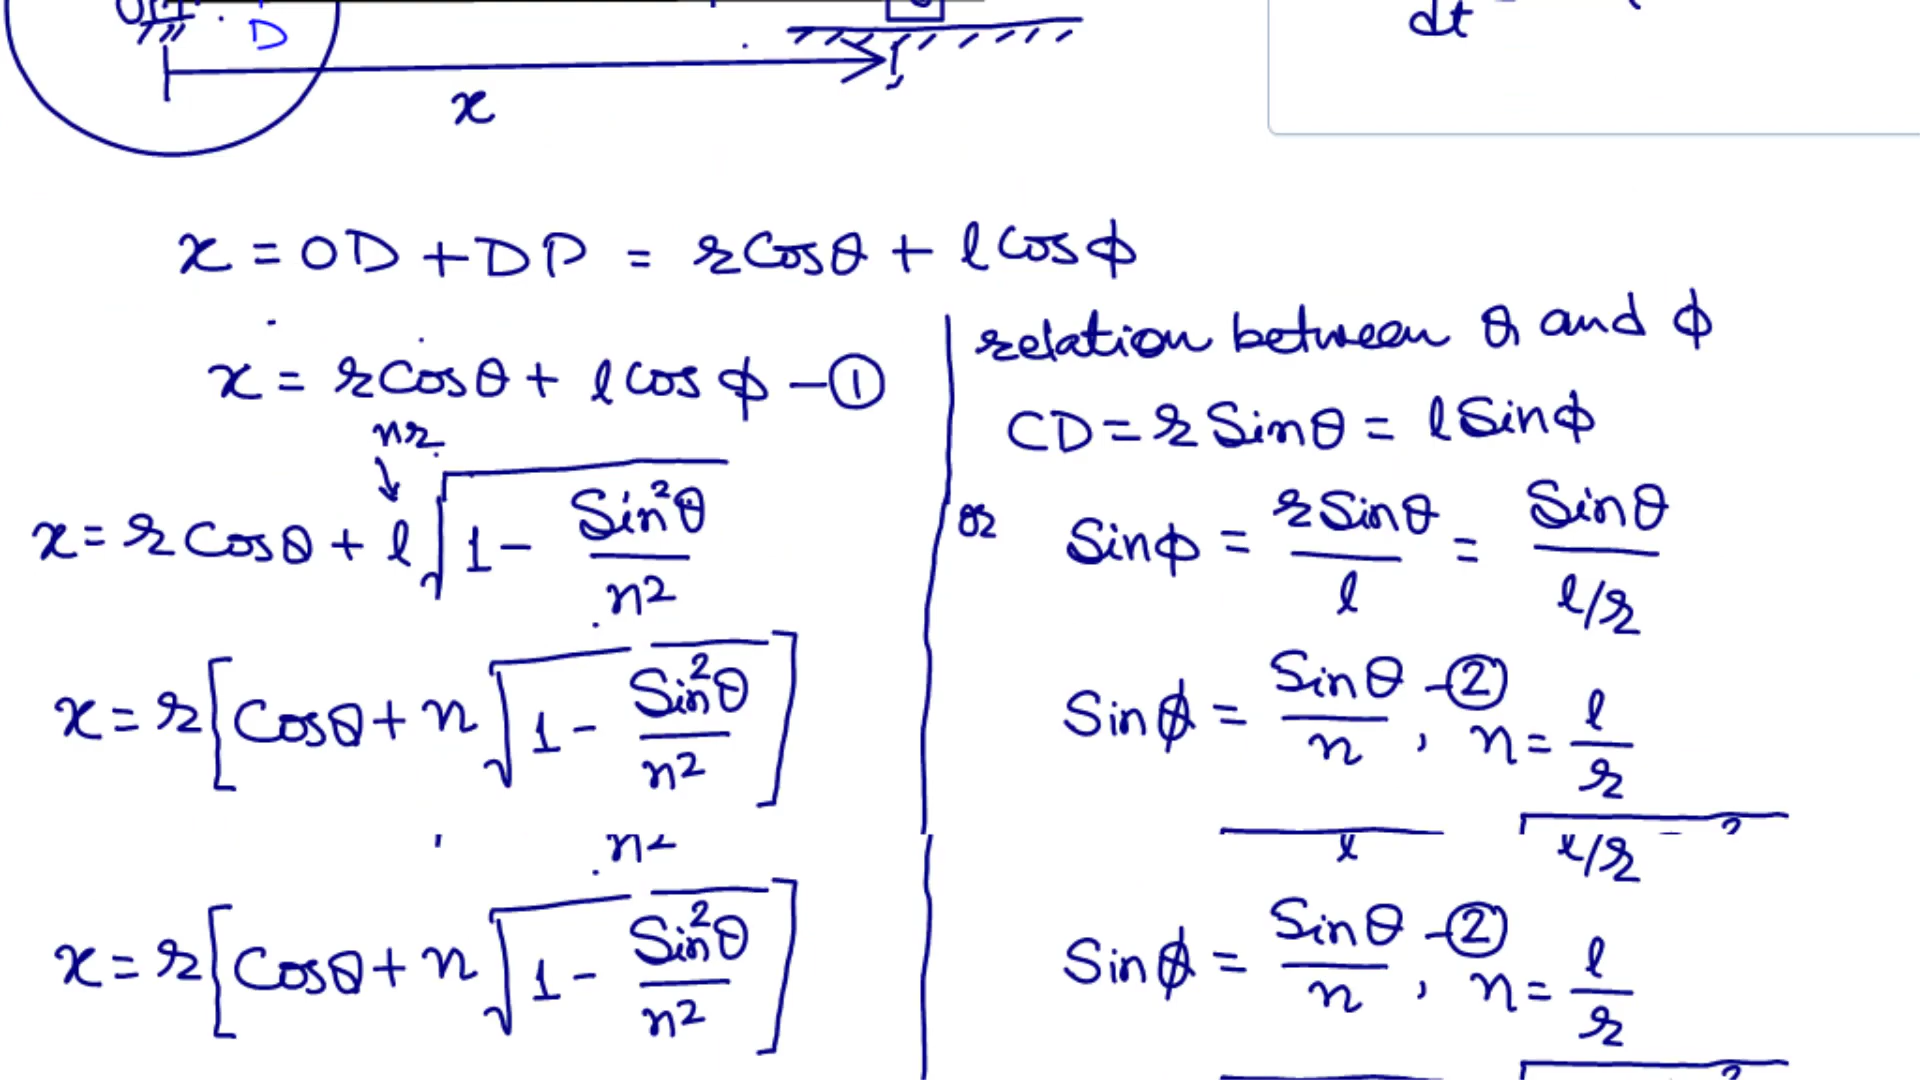 D
dt
x
x = OD + DP = r Cosθ + l Cos ϕ
x = r Cosθ + l cos ϕ - ①
nr
↓
x = r Cosθ + l √(1 - Sin²θ / n²)
x = r [Cosθ + n √(1 - Sin²θ / n²)]
n²
x = r [Cosθ + n √(1 - Sin²θ / n²)]
relation between θ and ϕ
CD = r Sinθ = l Sinϕ
or Sinϕ = r Sinθ / l = Sinθ / l/r
Sinϕ = Sinθ / n - ② , n = l / r
l/r
Sinϕ = Sinθ / n - ② , n = l / r